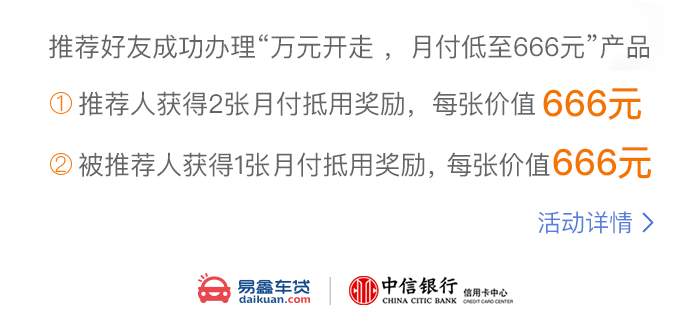 推荐好友成功办理“万元开走，月付低至666元”产品
① 推荐人获得2张月付抵用奖励，每张价值 666元
② 被推荐人获得1张月付抵用奖励，每张价值666元
活动详情 >
易鑫车贷
daikuan.com
中信银行 信用卡中心
CHINA CITIC BANK CREDIT CARD CENTER